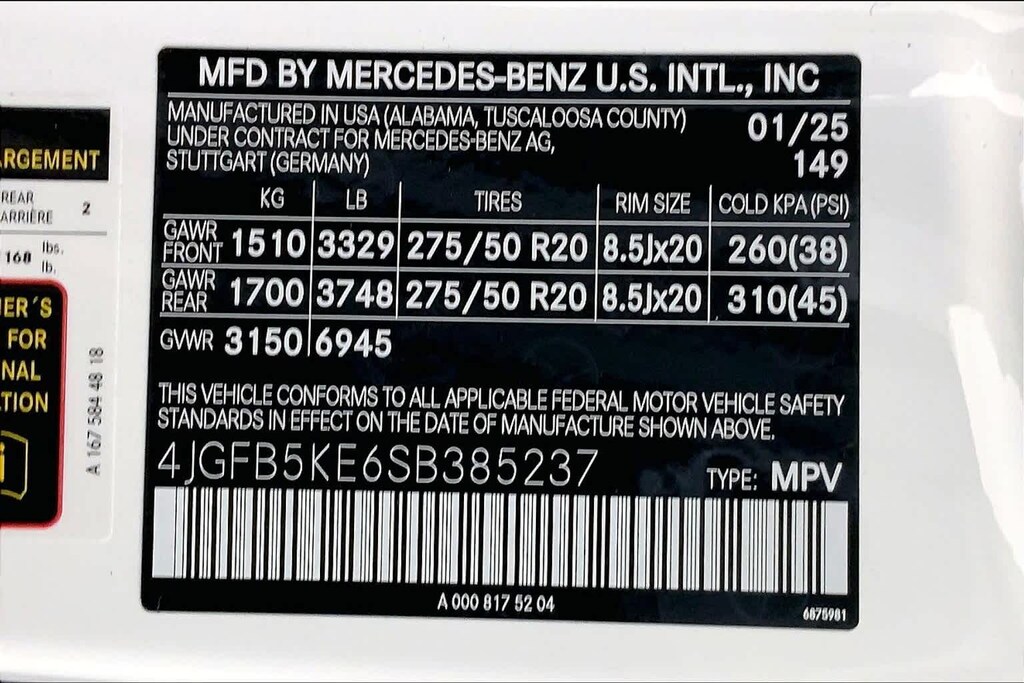 MFD BY MERCEDES-BENZ U.S. INTL., INC
MANUFACTURED IN USA (ALABAMA, TUSCALOOSA COUNTY)
UNDER CONTRACT FOR MERCEDES-BENZ AG,
STUTTGART (GERMANY)
01/25
149
KG LB TIRES RIM SIZE COLD KPA (PSI)
GAWR FRONT 1510 3329 275/50 R20 8.5Jx20 260(38)
GAWR REAR 1700 3748 275/50 R20 8.5Jx20 310(45)
GVWR 3150 6945
THIS VEHICLE CONFORMS TO ALL APPLICABLE FEDERAL MOTOR VEHICLE SAFETY
STANDARDS IN EFFECT ON THE DATE OF MANUFACTURE SHOWN ABOVE.
4JGFB5KE6SB385237 TYPE: MPV
A 000 817 52 04
6875981
RGEMENT
REAR
ARRIÈRE 2
168 lbs.
lb.
ER´S
FOR
NAL
TION
i
A 167 584 48 18